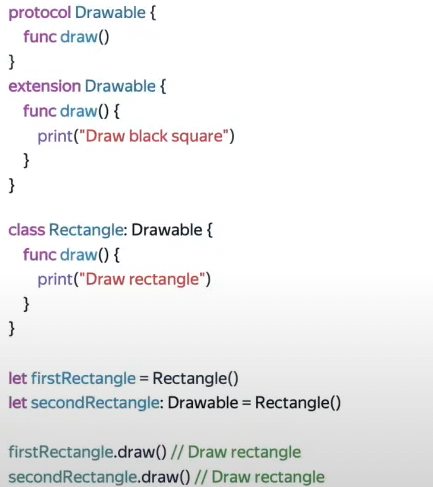 protocol Drawable {
func draw()
}
extension Drawable {
func draw() {
print("Draw black square")
}
}
class Rectangle: Drawable {
func draw() {
print("Draw rectangle")
}
}
let firstRectangle = Rectangle()
let secondRectangle: Drawable = Rectangle()
firstRectangle.draw() // Draw rectangle
secondRectangle.draw() // Draw rectangle